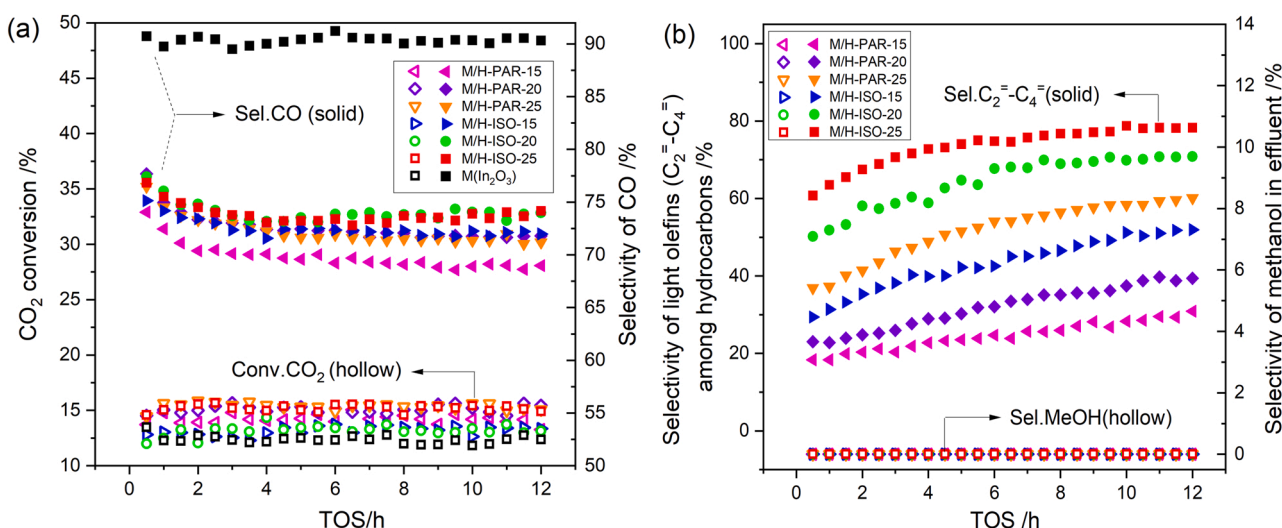 (a)
50
45
40
35
30
25
20
15
10
CO₂ conversion /%
0
2
4
6
8
10
12
TOS/h
90
85
80
75
70
65
60
55
50
Selectivity of CO /%
Sel.CO (solid)
M/H-PAR-15
M/H-PAR-20
M/H-PAR-25
M/H-ISO-15
M/H-ISO-20
M/H-ISO-25
M(In₂O₃)
Conv.CO₂ (hollow)
(b)
100
80
60
40
20
0
Selectivity of light olefins (C₂⁼-C₄⁼)
among hydrocarbons /%
0
2
4
6
8
10
12
TOS /h
14
12
10
8
6
4
2
0
Selectivity of methanol in effluent /%
M/H-PAR-15
M/H-PAR-20
M/H-PAR-25
M/H-ISO-15
M/H-ISO-20
M/H-ISO-25
Sel.C₂⁼-C₄⁼(solid)
Sel.MeOH(hollow)